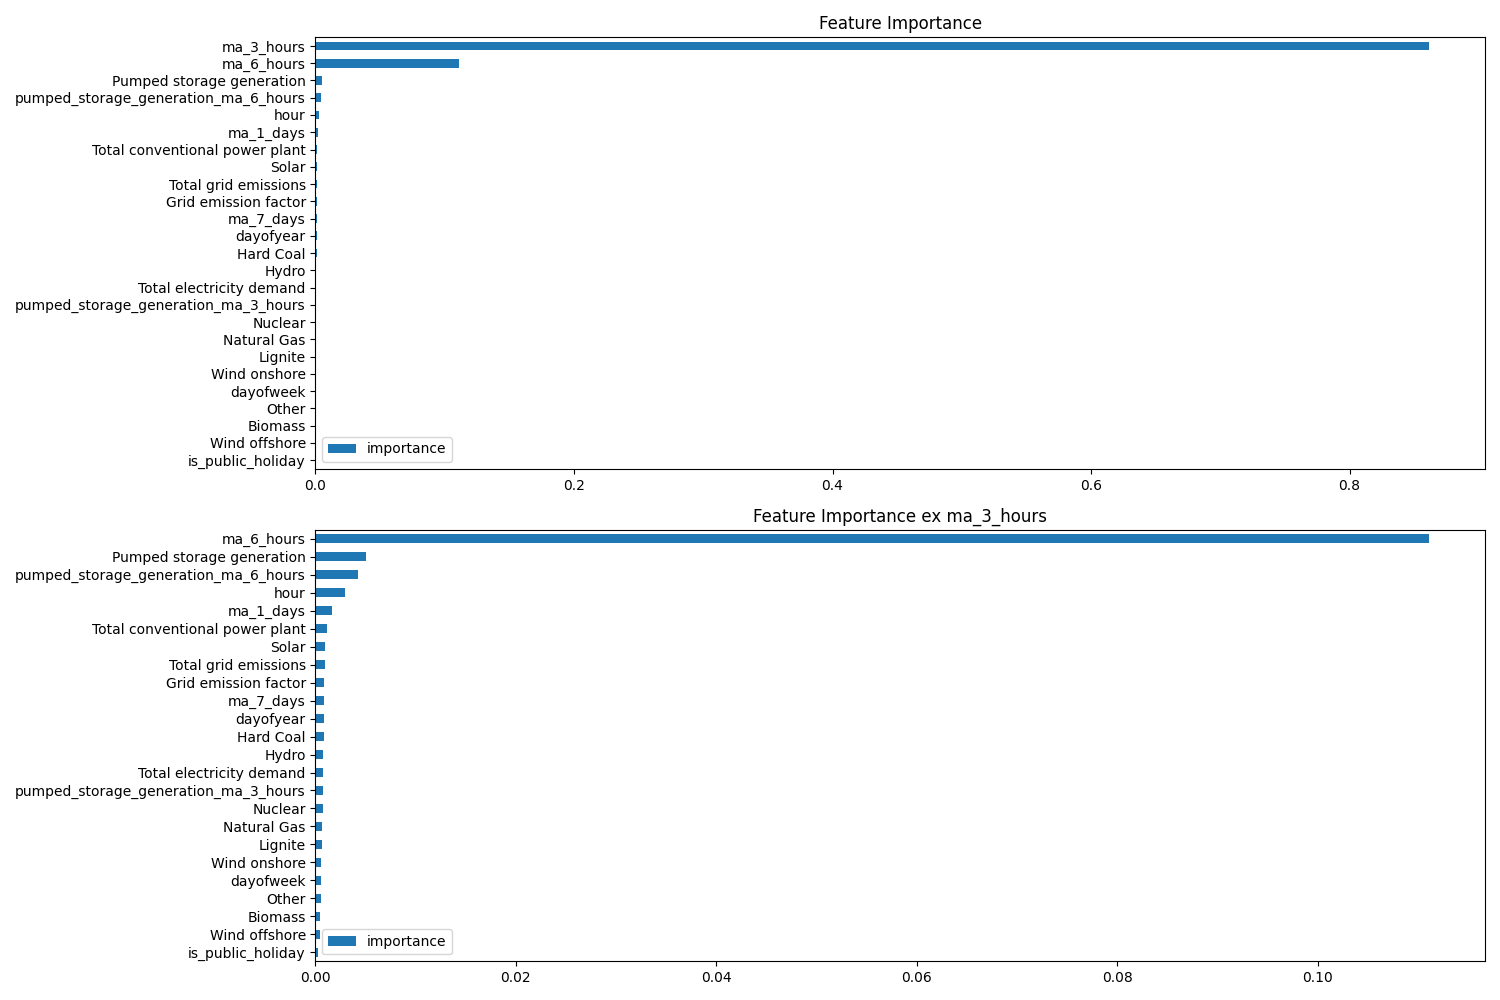 Feature Importance
ma_3_hours
ma_6_hours
Pumped storage generation
pumped_storage_generation_ma_6_hours
hour
ma_1_days
Total conventional power plant
Solar
Total grid emissions
Grid emission factor
ma_7_days
dayofyear
Hard Coal
Hydro
Total electricity demand
pumped_storage_generation_ma_3_hours
Nuclear
Natural Gas
Lignite
Wind onshore
dayofweek
Other
Biomass
Wind offshore
is_public_holiday
importance
0.0 0.2 0.4 0.6 0.8
Feature Importance ex ma_3_hours
ma_6_hours
Pumped storage generation
pumped_storage_generation_ma_6_hours
hour
ma_1_days
Total conventional power plant
Solar
Total grid emissions
Grid emission factor
ma_7_days
dayofyear
Hard Coal
Hydro
Total electricity demand
pumped_storage_generation_ma_3_hours
Nuclear
Natural Gas
Lignite
Wind onshore
dayofweek
Other
Biomass
Wind offshore
is_public_holiday
importance
0.00 0.02 0.04 0.06 0.08 0.10